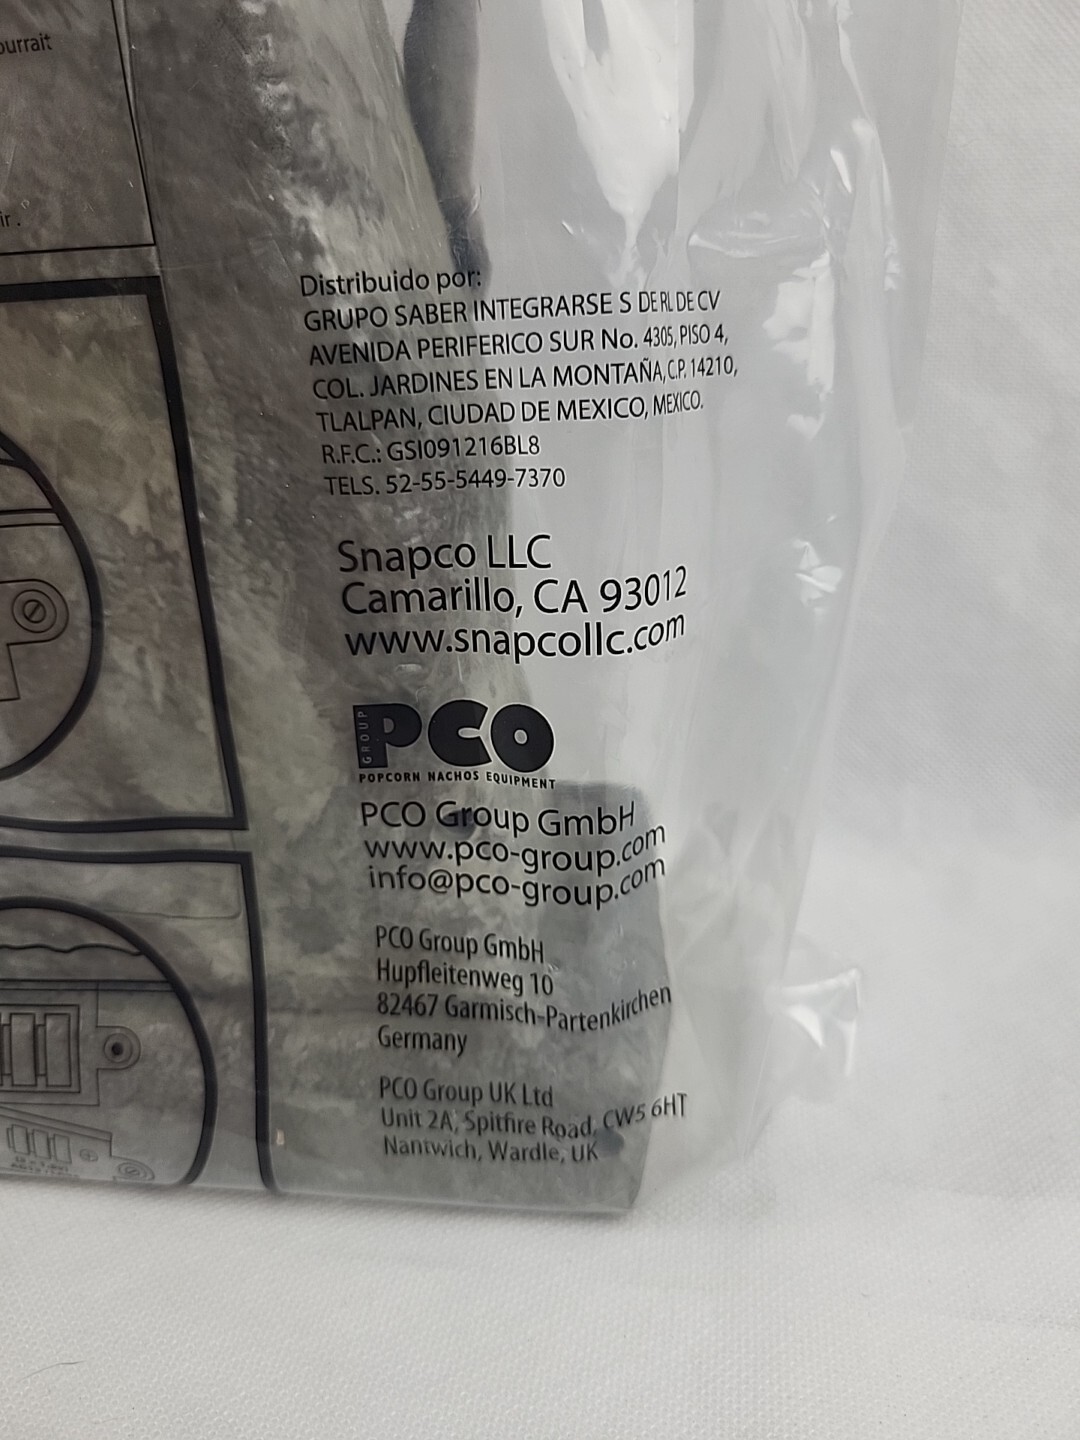 ourrait
ir .
Distribuido por:
GRUPO SABER INTEGRARSE S DE RL DE CV
AVENIDA PERIFERICO SUR No. 4305, PISO 4,
COL. JARDINES EN LA MONTAÑA, C.P. 14210,
TLALPAN, CIUDAD DE MEXICO, MEXICO.
R.F.C.: GSI091216BL8
TELS. 52-55-5449-7370
Snapco LLC
Camarillo, CA 93012
www.snapcollc.com
GROUP
PCO
POPCORN NACHOS EQUIPMENT
PCO Group GmbH
www.pco-group.com
info@pco-group.com
PCO Group GmbH
Hupfleitenweg 10
82467 Garmisch-Partenkirchen
Germany
PCO Group UK Ltd
Unit 2A, Spitfire Road, CW5 6HT
Nantwich, Wardle, UK